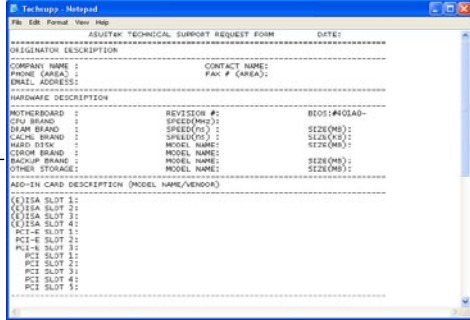 Techsupp - Notepad
File Edit Format View Help
ASUSTeK TECHNICAL SUPPORT REQUEST FORM DATE:
ORIGINATOR DESCRIPTION
COMPANY NAME : CONTACT NAME:
PHONE (AREA) : FAX # (AREA):
EMAIL ADDRESS:
HARDWARE DESCRIPTION
MOTHERBOARD : REVISION #: BIOS:#401A0-
CPU BRAND : SPEED(MHz):
DRAM BRAND : SPEED(ns) : SIZE(MB):
CACHE BRAND : SPEED(ns) : SIZE(KB):
HARD DISK : MODEL NAME: SIZE(MB):
CDROM BRAND : MODEL NAME:
BACKUP BRAND : MODEL NAME: SIZE(MB):
OTHER STORAGE: MODEL NAME: SIZE(MB):
ADD-IN CARD DESCRIPTION (MODEL NAME/VENDOR)
(E)ISA SLOT 1:
(E)ISA SLOT 2:
(E)ISA SLOT 3:
(E)ISA SLOT 4:
PCI-E SLOT 1:
PCI-E SLOT 2:
PCI-E SLOT 3:
PCI SLOT 1:
PCI SLOT 2:
PCI SLOT 3:
PCI SLOT 4:
PCI SLOT 5: